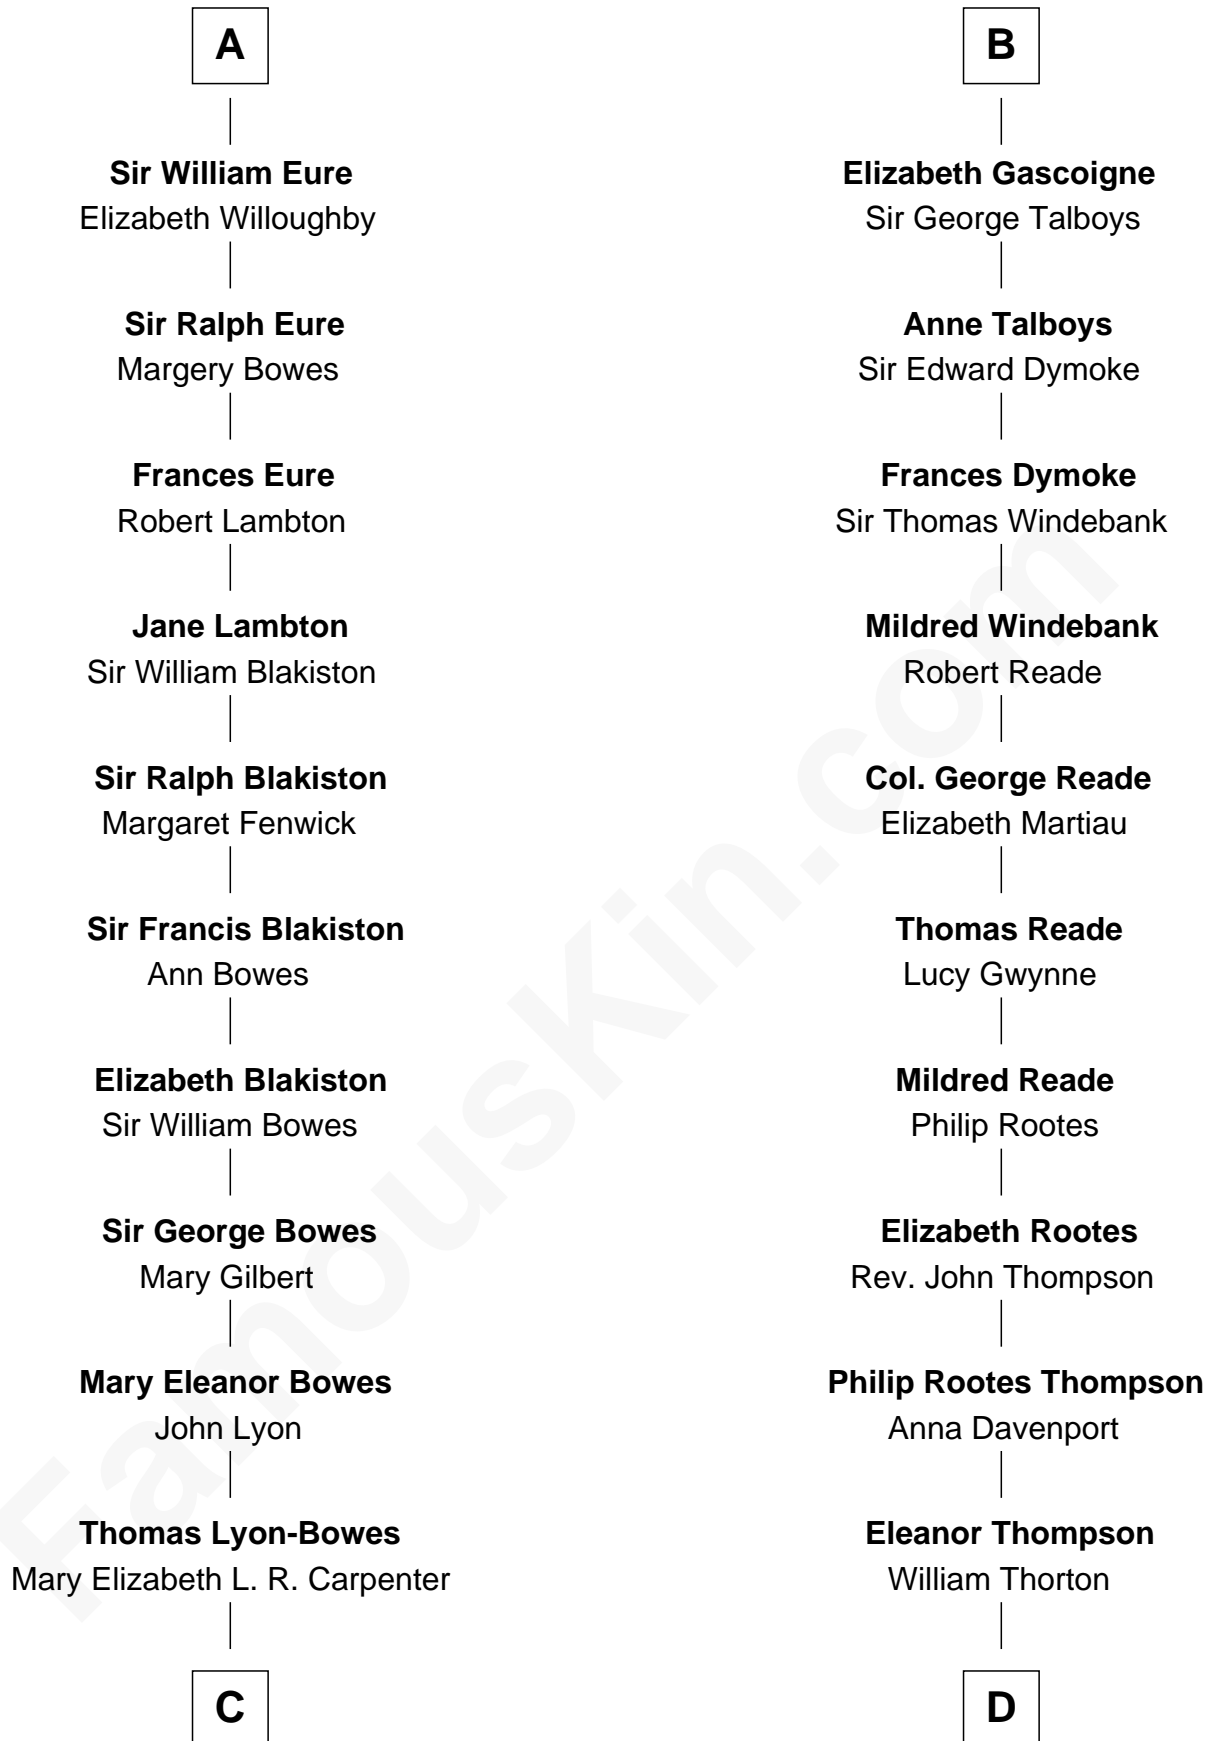 A
Sir William Eure
Elizabeth Willoughby
Sir Ralph Eure
Margery Bowes
Frances Eure
Robert Lambton
Jane Lambton
Sir William Blakiston
Sir Ralph Blakiston
Margaret Fenwick
Sir Francis Blakiston
Ann Bowes
Elizabeth Blakiston
Sir William Bowes
Sir George Bowes
Mary Gilbert
Mary Eleanor Bowes
John Lyon
Thomas Lyon-Bowes
Mary Elizabeth L. R. Carpenter
C
B
Elizabeth Gascoigne
Sir George Talboys
Anne Talboys
Sir Edward Dymoke
Frances Dymoke
Sir Thomas Windebank
Mildred Windebank
Robert Reade
Col. George Reade
Elizabeth Martiau
Thomas Reade
Lucy Gwynne
Mildred Reade
Philip Rootes
Elizabeth Rootes
Rev. John Thompson
Philip Rootes Thompson
Anna Davenport
Eleanor Thompson
William Thorton
D
FamousKin.com